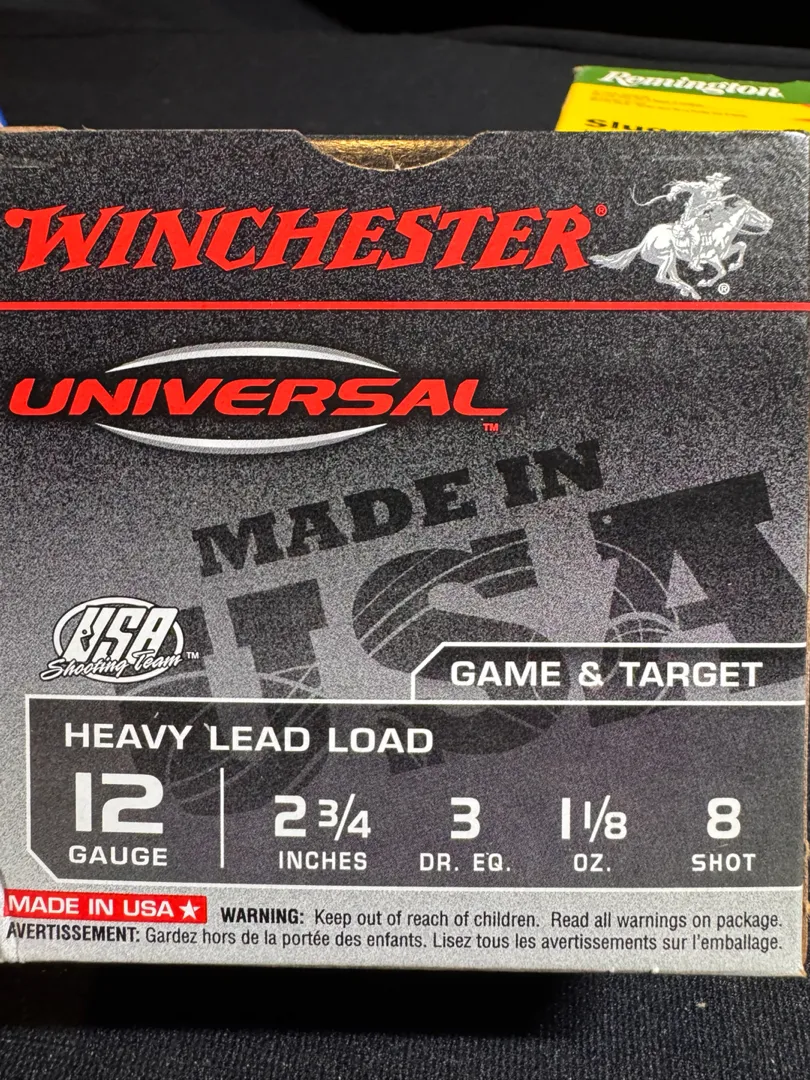 Remington
WINCHESTER®
®
UNIVERSAL™
MADE IN
USA
USA
Shooting Team™
GAME & TARGET
HEAVY LEAD LOAD
12 2 3/4 3 1 1/8 8
GAUGE INCHES DR. EQ. OZ. SHOT
MADE IN USA★ WARNING: Keep out of reach of children. Read all warnings on package.
AVERTISSEMENT: Gardez hors de la portée des enfants. Lisez tous les avertissements sur l'emballage.